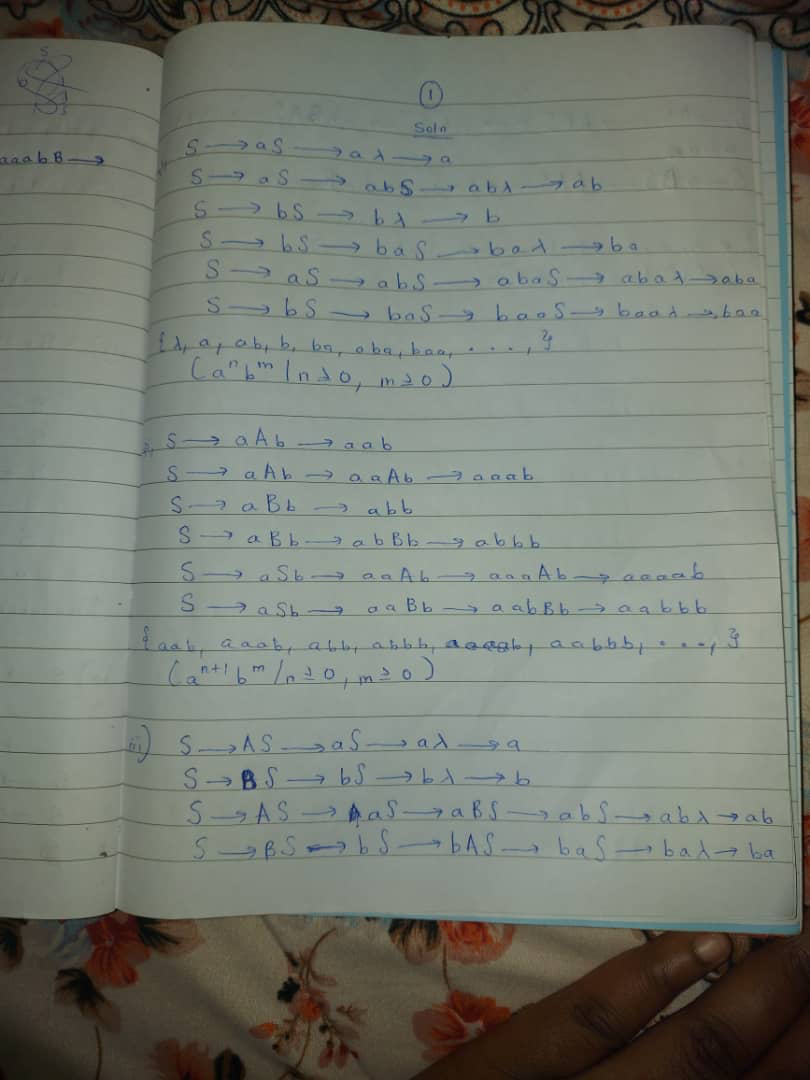 aaabB →
①
Soln
i) S → aS → aλ → a
S → aS → abS → abλ → ab
S → bS → bλ → b
S → bS → baS → baλ → ba
S → aS → abS → abaS → abaλ → aba
S → bS → baS → baaS → baaλ → baa
{λ, a, ab, b, ba, aba, baa, ...., }
(aⁿbᵐ / n ≥ 0, m ≥ 0)
S → aAb → aab
S → aAb → aaAb → aaab
S → aBb → abb
S → aBb → abBb → abbb
S → aSb → aaAb → aaaAb → aaaab
S → aSb → aaBb → aabBb → aabbb
{aab, aaab, abb, abbb, aaaab, aabbb, ..., }
(aⁿ⁺¹bᵐ / n ≥ 0, m ≥ 0)
iii) S → AS → aS → aλ → a
S → BS → bS → bλ → b
S → AS → AaS → aBS → abS → abλ → ab
S → BS → bS → bAS → baS → baλ → ba